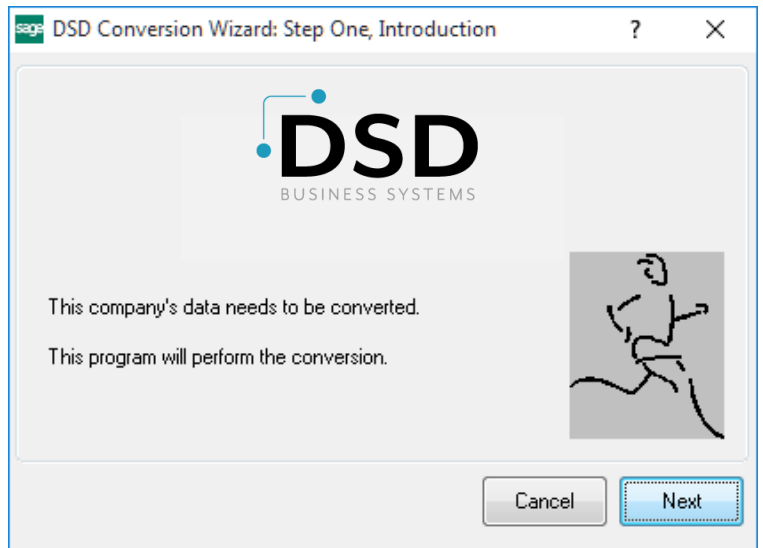 sage DSD Conversion Wizard: Step One, Introduction ?
DSD
BUSINESS SYSTEMS
This company's data needs to be converted.
This program will perform the conversion.
Cancel Next